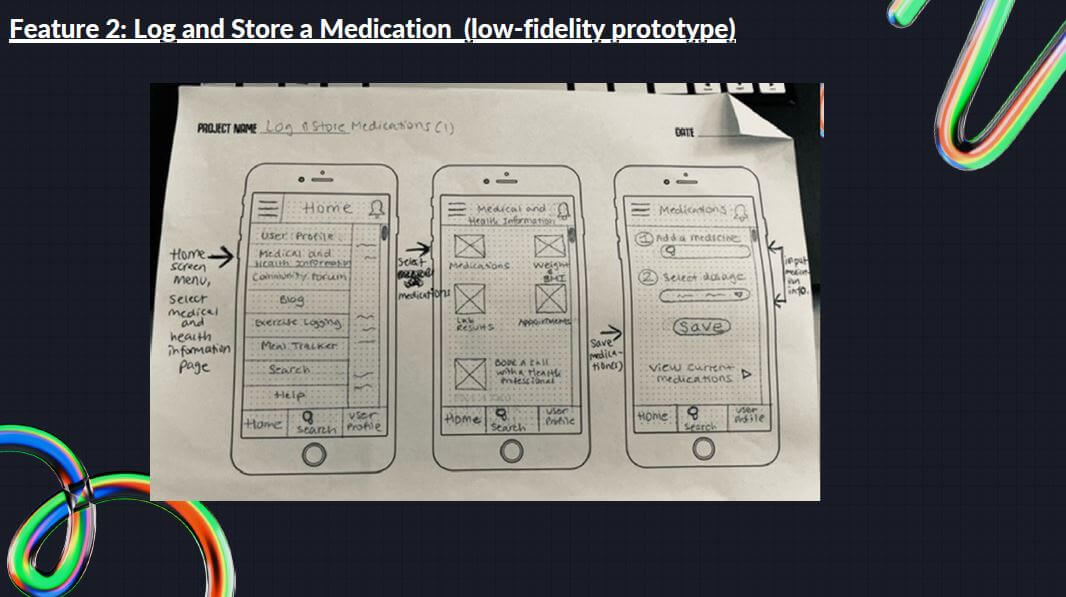 Feature 2: Log and Store a Medication (low-fidelity prototype)
PROJECT NAME Log n Store Medications (1)
DATE
Home
screen
menu,
select
medical
and
health
information
page
Home
User Profile
Medical and
Health Information
Community Forum
Blog
Exercise Logging
Meal Tracker
Search
Help
Home
Search
User
Profile
Select
medications
Medical and
Health Information
Medications
Weight
&
BMI
Lab
Results
Appointments
Book a call
with a Health
Professional
Home
Search
User
Profile
Save
medica-
tion(s)
Medications
1 Add a medicine
2 Select dosage
Save
View current
medications
Home
Search
User
Profile
input
info.